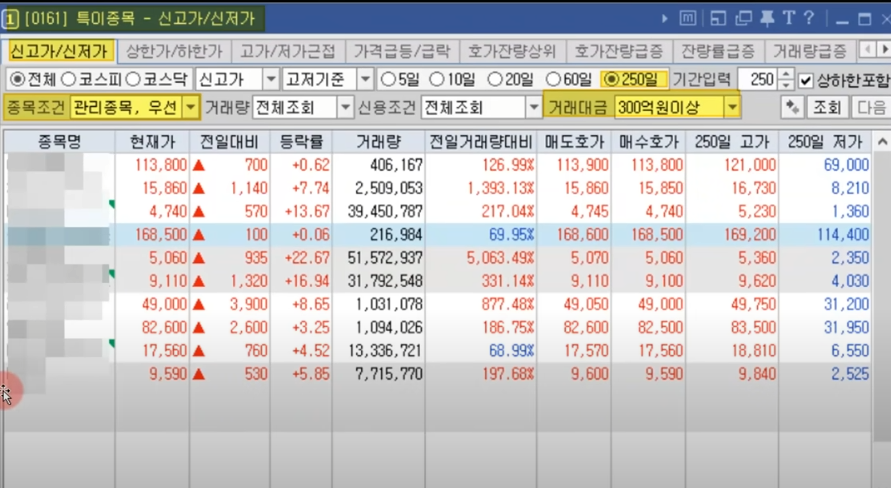 1 [0161] 특이종목 - 신고가/신저가 m T ?
신고가/신저가 상한가/하한가 고가/저가근접 가격급등/급락 호가잔량상위 호가잔량급증 잔량률급증 거래량급증
전체 코스피 코스닥 신고가 고저기준 5일 10일 20일 60일 250일 기간입력 250 상하한포함
종목조건 관리종목, 우선 거래량 전체조회 신용조건 전체조회 거래대금 300억원이상 조회 다음
종목명 현재가 전일대비 등락률 거래량 전일거래량대비 매도호가 매수호가 250일 고가 250일 저가
113,800 ▲ 700 +0.62 406,167 126.99% 113,900 113,800 121,000 69,000
15,860 ▲ 1,140 +7.74 2,509,053 1,393.13% 15,860 15,850 16,730 8,210
4,740 ▲ 570 +13.67 39,450,787 217.04% 4,745 4,740 5,230 1,360
168,500 ▲ 100 +0.06 216,984 69.95% 168,600 168,500 169,200 114,400
5,060 ▲ 935 +22.67 51,572,937 5,063.49% 5,070 5,060 5,360 2,350
9,110 ▲ 1,320 +16.94 31,792,548 331.14% 9,110 9,100 9,620 4,030
49,000 ▲ 3,900 +8.65 1,031,078 877.48% 49,050 49,000 49,750 31,200
82,600 ▲ 2,600 +3.25 1,094,026 186.75% 82,600 82,500 83,500 31,950
17,560 ▲ 760 +4.52 13,336,721 68.99% 17,570 17,560 18,810 6,550
9,590 ▲ 530 +5.85 7,715,770 197.68% 9,600 9,590 9,840 2,525